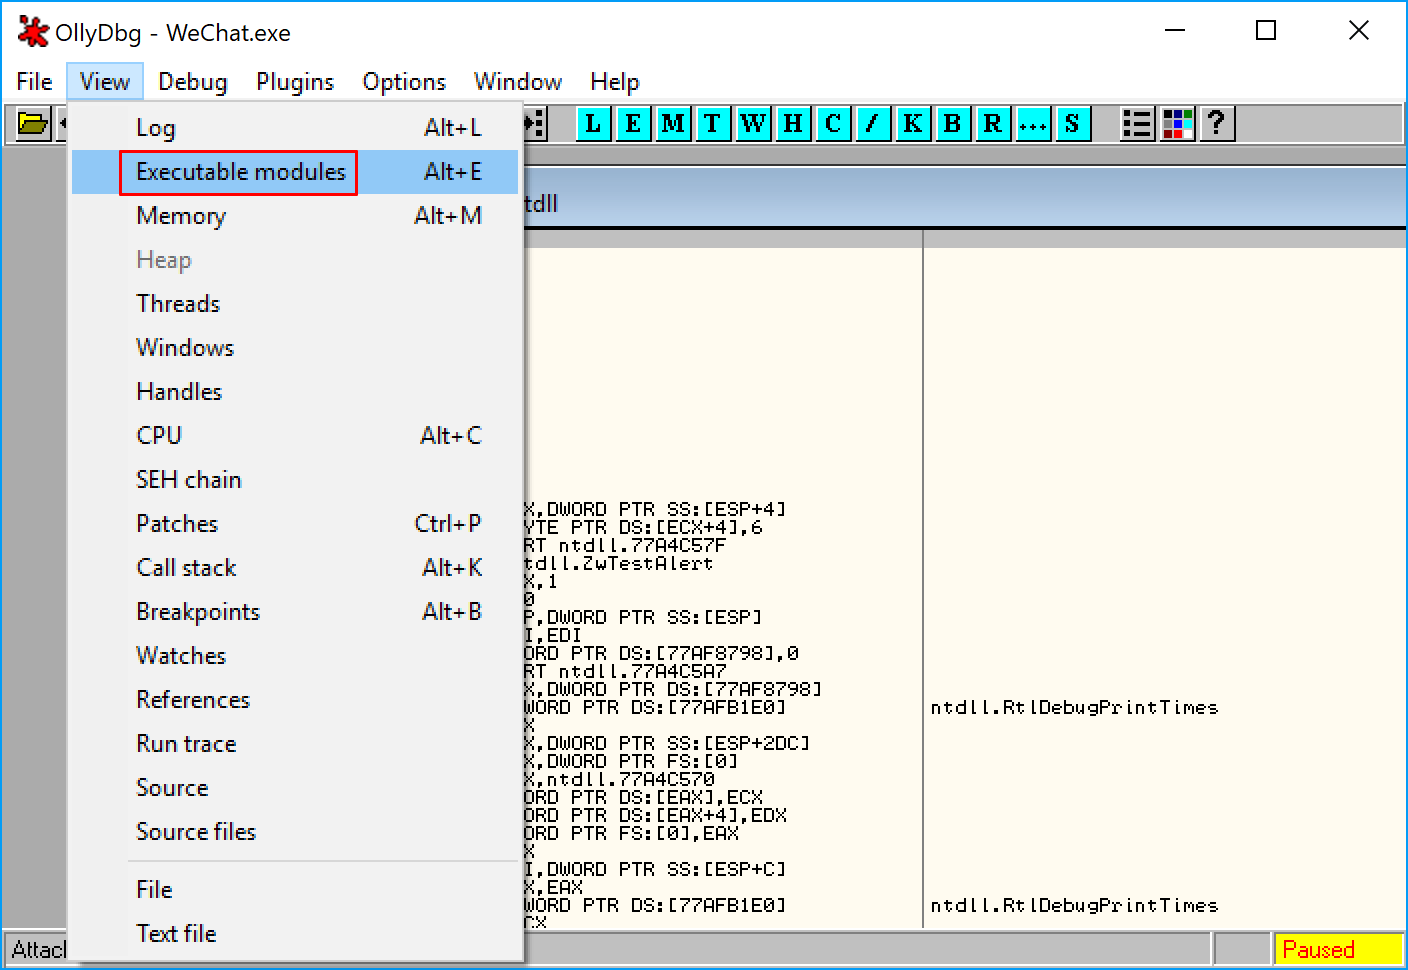 OllyDbg - WeChat.exe
File View Debug Plugins Options Window Help
L E M T W H C / K B R ... S ?
Log Alt+L
Executable modules Alt+E
Memory Alt+M
Heap
Threads
Windows
Handles
CPU Alt+C
SEH chain
Patches Ctrl+P
Call stack Alt+K
Breakpoints Alt+B
Watches
References
Run trace
Source
Source files
File
Text file
tdll
X,DWORD PTR SS:[ESP+4]
YTE PTR DS:[ECX+4],6
RT ntdll.77A4C57F
tdll.ZwTestAlert
X,1
0
P,DWORD PTR SS:[ESP]
I,EDI
ORD PTR DS:[77AF8798],0
RT ntdll.77A4C5A7
X,DWORD PTR DS:[77AF8798]
WORD PTR DS:[77AFB1E0] ntdll.RtlDebugPrintTimes
X
X,DWORD PTR SS:[ESP+2DC]
X,DWORD PTR FS:[0]
X,ntdll.77A4C570
ORD PTR DS:[EAX],ECX
ORD PTR DS:[EAX+4],EDX
ORD PTR FS:[0],EAX
X
I,DWORD PTR SS:[ESP+C]
X,EAX
WORD PTR DS:[77AFB1E0] ntdll.RtlDebugPrintTimes
CX
Attacl
Paused